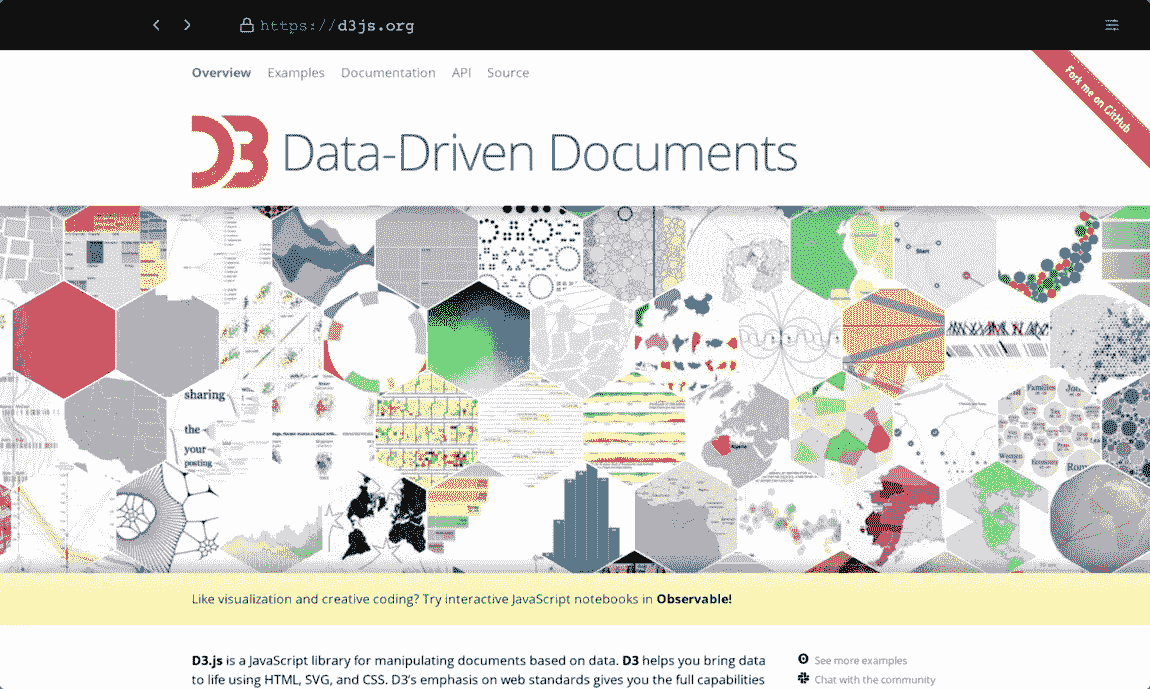 https://d3js.org
Overview Examples Documentation API Source
Fork me on GitHub
D3 Data-Driven Documents
Start
sharing
the
your
posting
Nigeria
Families
Women
Economy
Like visualization and creative coding? Try interactive JavaScript notebooks in Observable!
D3.js is a JavaScript library for manipulating documents based on data. D3 helps you bring data
to life using HTML, SVG, and CSS. D3’s emphasis on web standards gives you the full capabilities
See more examples
Chat with the community